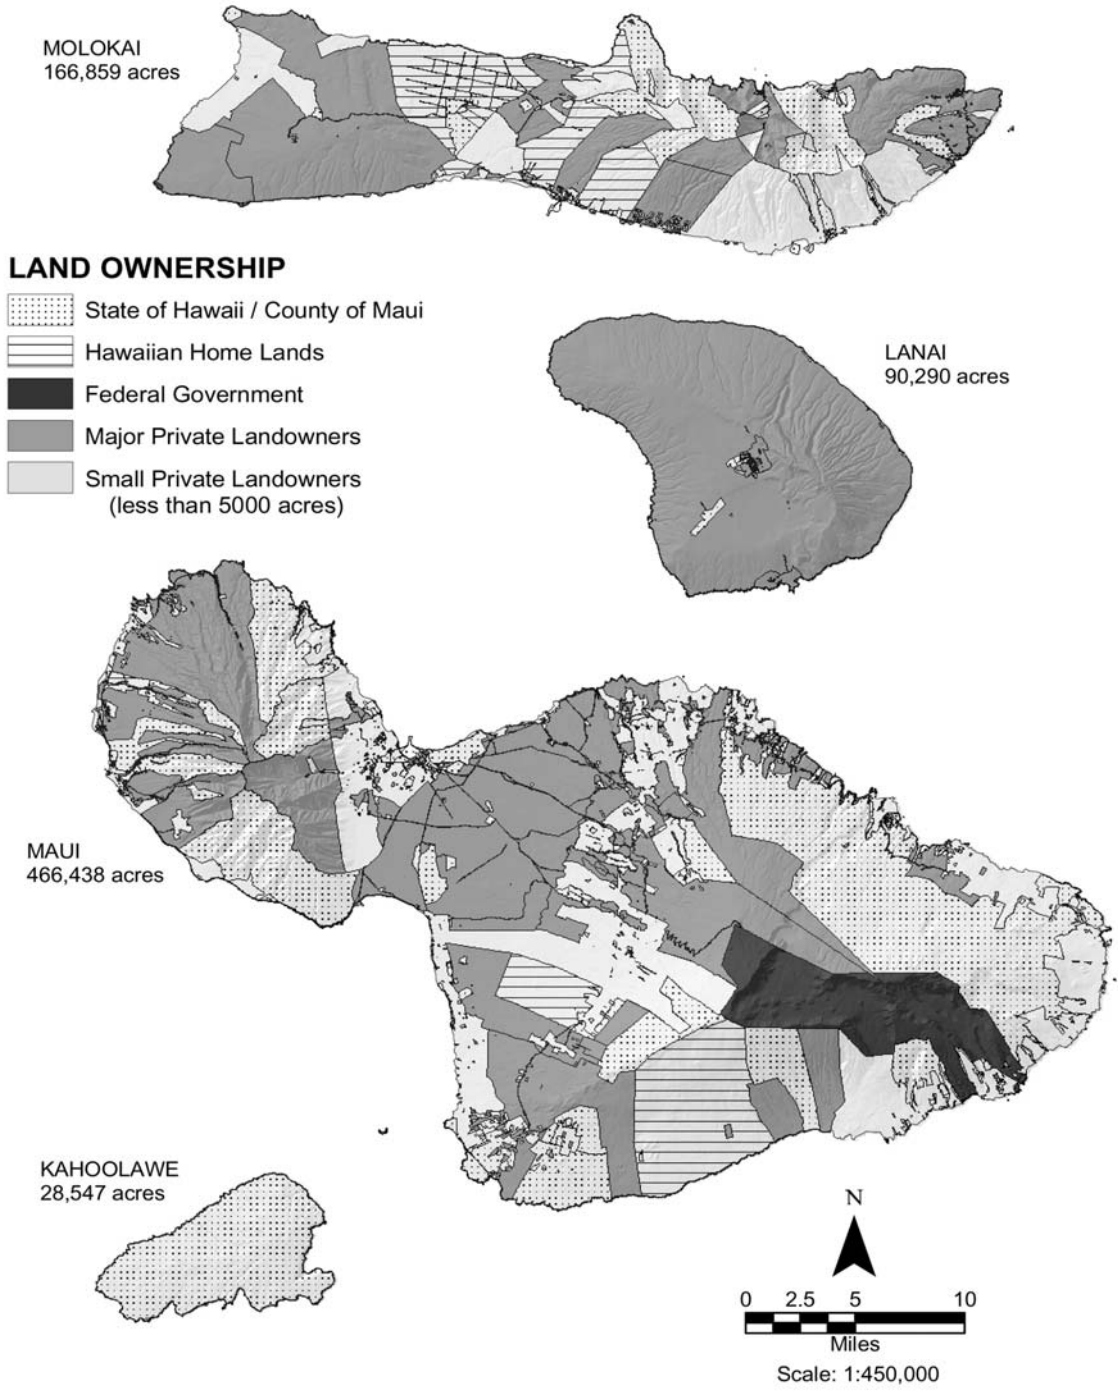 MOLOKAI
166,859 acres
LAND OWNERSHIP
State of Hawaii / County of Maui
Hawaiian Home Lands
Federal Government
Major Private Landowners
Small Private Landowners
(less than 5000 acres)
LANAI
90,290 acres
MAUI
466,438 acres
KAHOOLAWE
28,547 acres
N
0 2.5 5 10
Miles
Scale: 1:450,000